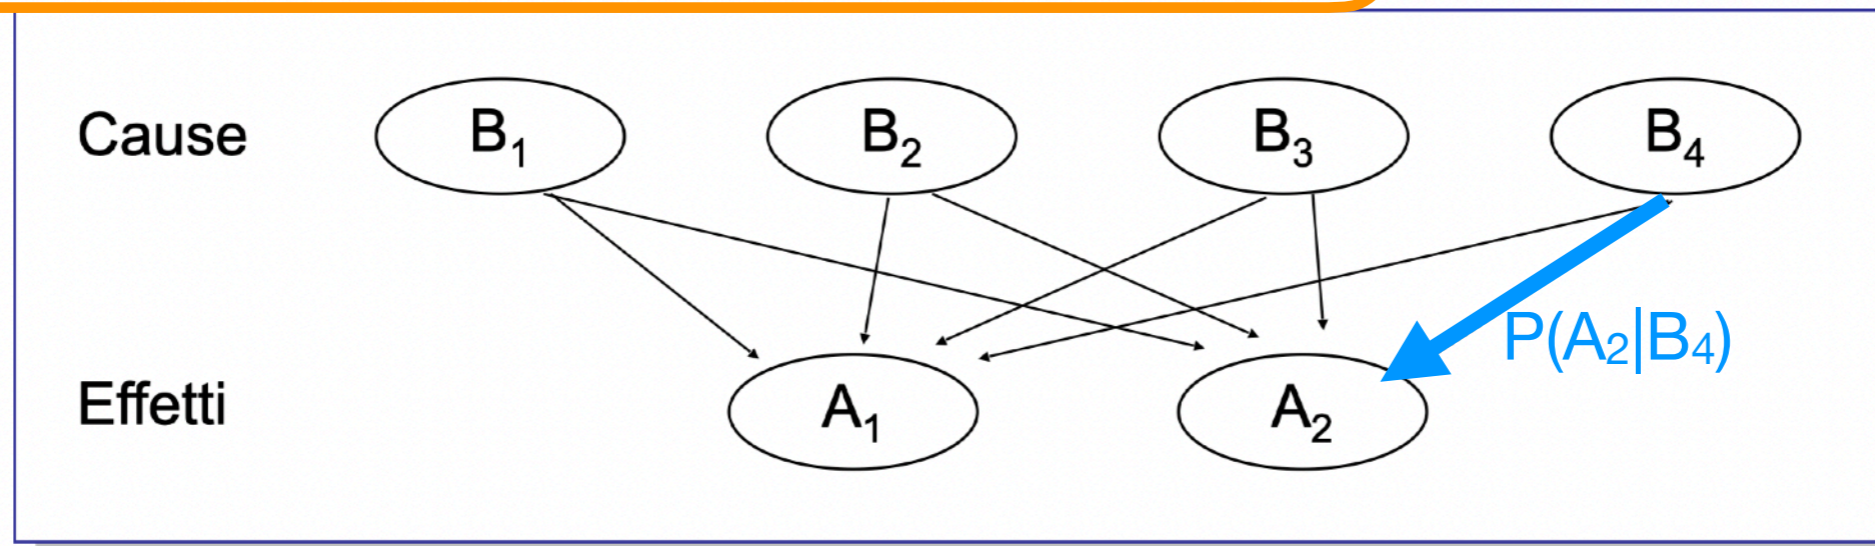 Cause B₁ B₂ B₃ B₄
P(A₂|B₄)
Effetti A₁ A₂